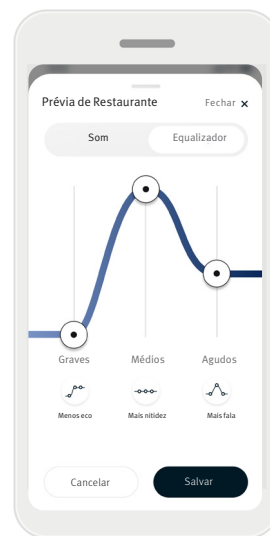 Prévia de Restaurante Fechar ×
Som Equalizador
Graves Médios Agudos
Menos eco Mais nitidez Mais fala
Cancelar Salvar